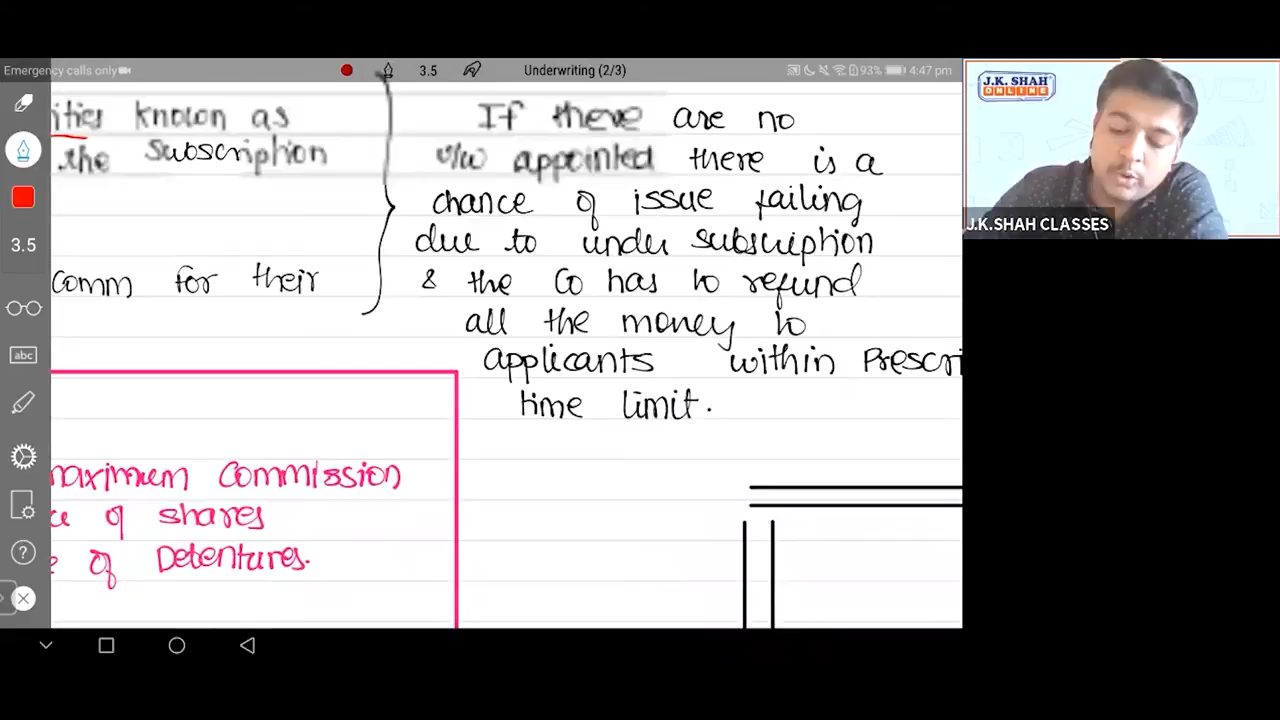 Emergency calls only
3.5
Underwriting (2/3)
93%
4:47 pm
J.K. SHAH
ONLINE
J.K.SHAH CLASSES
ities known as
the subscription
comm for their
If there are no
u/w appointed there is a
chance of issue failing
due to under subscription
& the Co has to refund
all the money to
applicants within Prescri
time limit.
3.5
abc
maximum Commission
of shares
of Detentures.
?